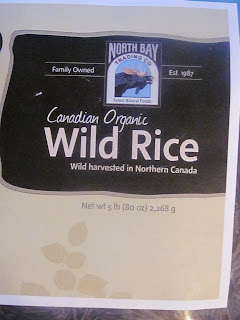 NORTH BAY
TRADING CO.
Family Owned
Est. 1987
Select Natural Foods
Canadian Organic
Wild Rice
Wild harvested in Northern Canada
Net wt 5 lb (80 oz) 2,268 g